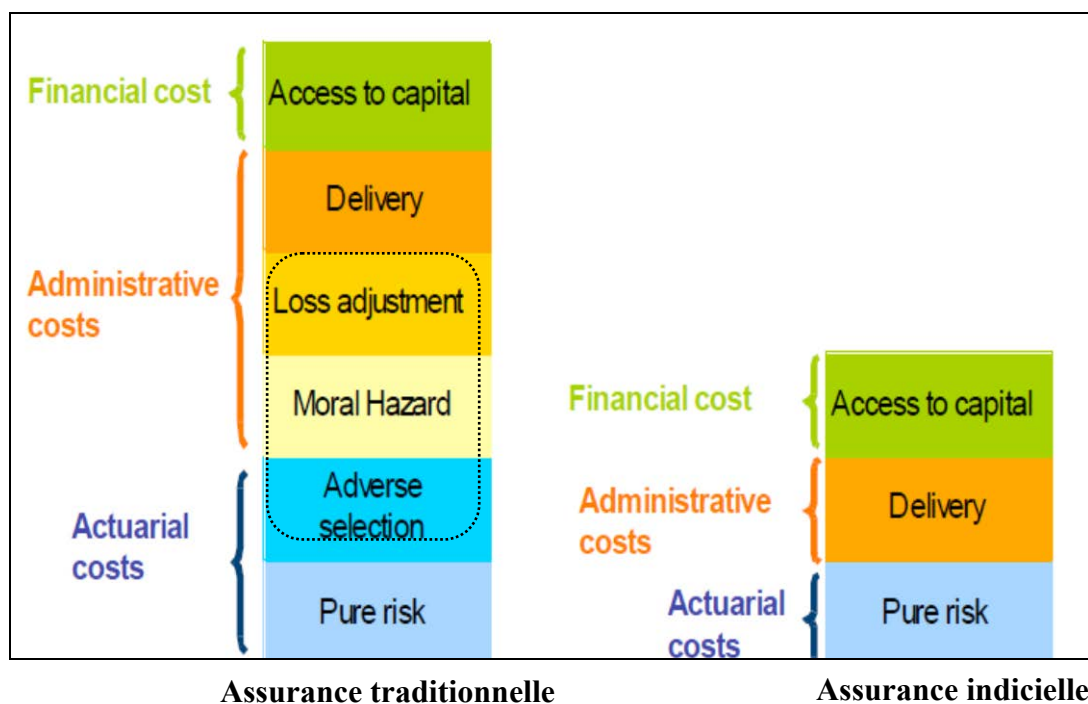 Financial cost
Access to capital
Delivery
Administrative
costs
Loss adjustment
Moral Hazard
Actuarial
costs
Adverse
selection
Pure risk
Financial cost
Access to capital
Administrative
costs
Delivery
Actuarial
costs
Pure risk
Assurance traditionnelle
Assurance indicielle